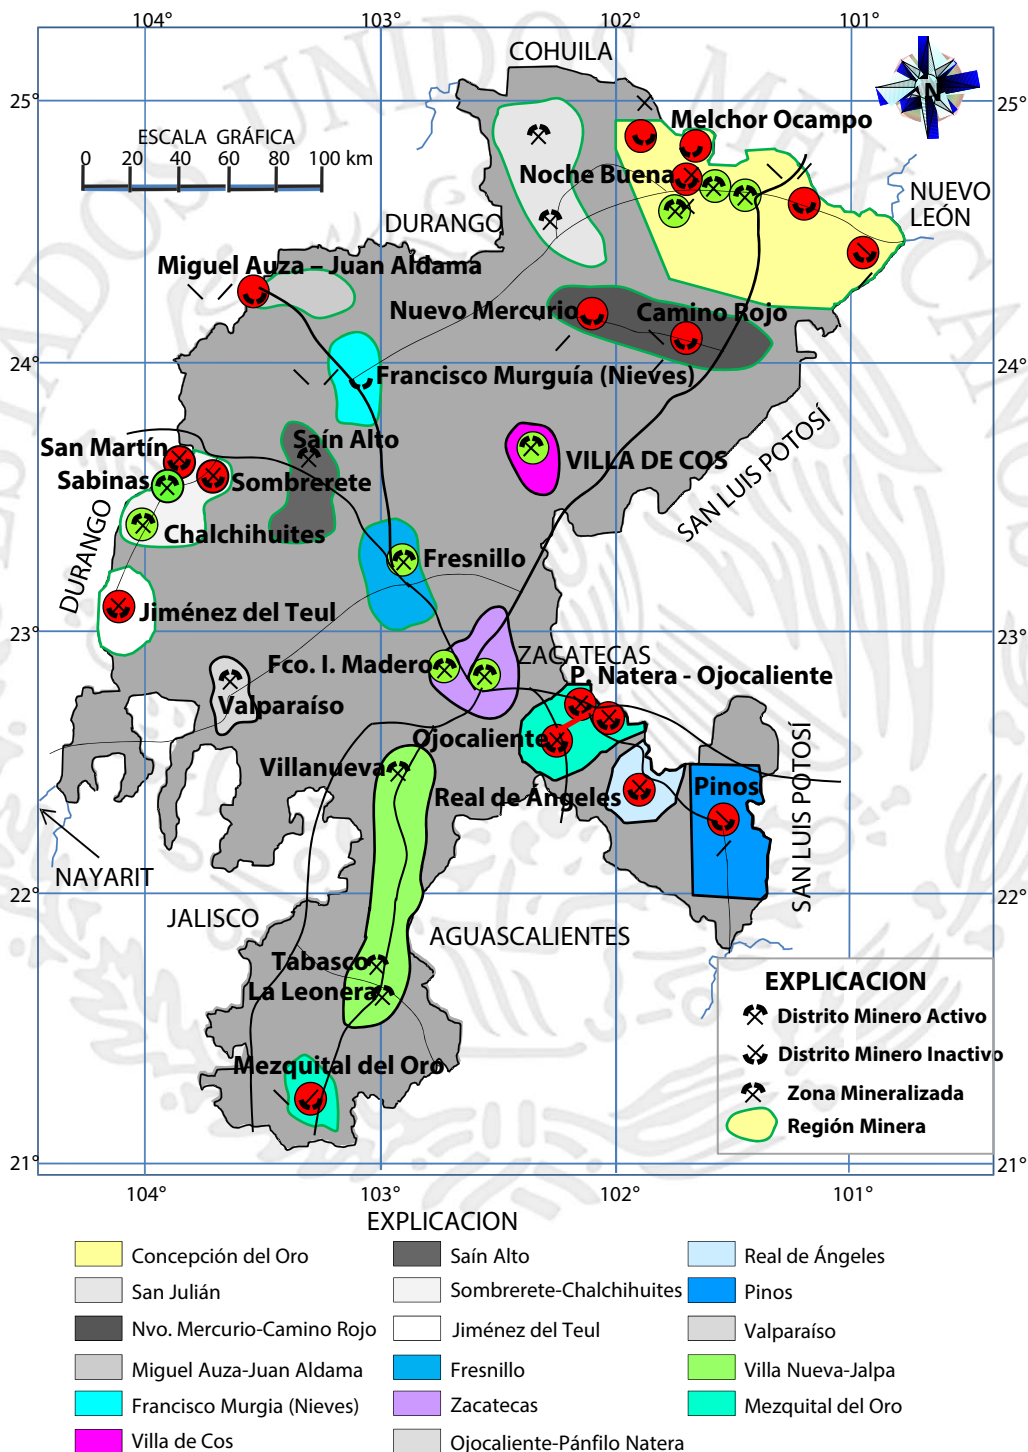 104°
103°
102°
101°
COHUILA
25°
25°
N
ESCALA GRÁFICA
0 20 40 60 80 100 km
Melchor Ocampo
Noche Buena
NUEVO
LEÓN
DURANGO
Miguel Auza – Juan Aldama
Nuevo Mercurio
Camino Rojo
24°
24°
Francisco Murguía (Nieves)
San Martín
Saín Alto
VILLA DE COS
SAN LUIS POTOSÍ
Sabinas
Sombrerete
Chalchihuites
DURANGO
Fresnillo
Jiménez del Teul
23°
23°
ZACATECAS
Fco. I. Madero
P. Natera - Ojocaliente
Valparaíso
Ojocaliente
Villanueva
Real de Ángeles
Pinos
SAN LUIS POTOSÍ
NAYARIT
22°
22°
JALISCO
AGUASCALIENTES
Tabasco
La Leonera
EXPLICACION
Distrito Minero Activo
Distrito Minero Inactivo
Zona Mineralizada
Región Minera
Mezquital del Oro
21°
21°
104°
103°
102°
101°
EXPLICACION
Concepción del Oro
San Julián
Nvo. Mercurio-Camino Rojo
Miguel Auza-Juan Aldama
Francisco Murgia (Nieves)
Villa de Cos
Saín Alto
Sombrerete-Chalchihuites
Jiménez del Teul
Fresnillo
Zacatecas
Ojocaliente-Pánfilo Natera
Real de Ángeles
Pinos
Valparaíso
Villa Nueva-Jalpa
Mezquital del Oro
ESTADOS UNIDOS MEXICANOS